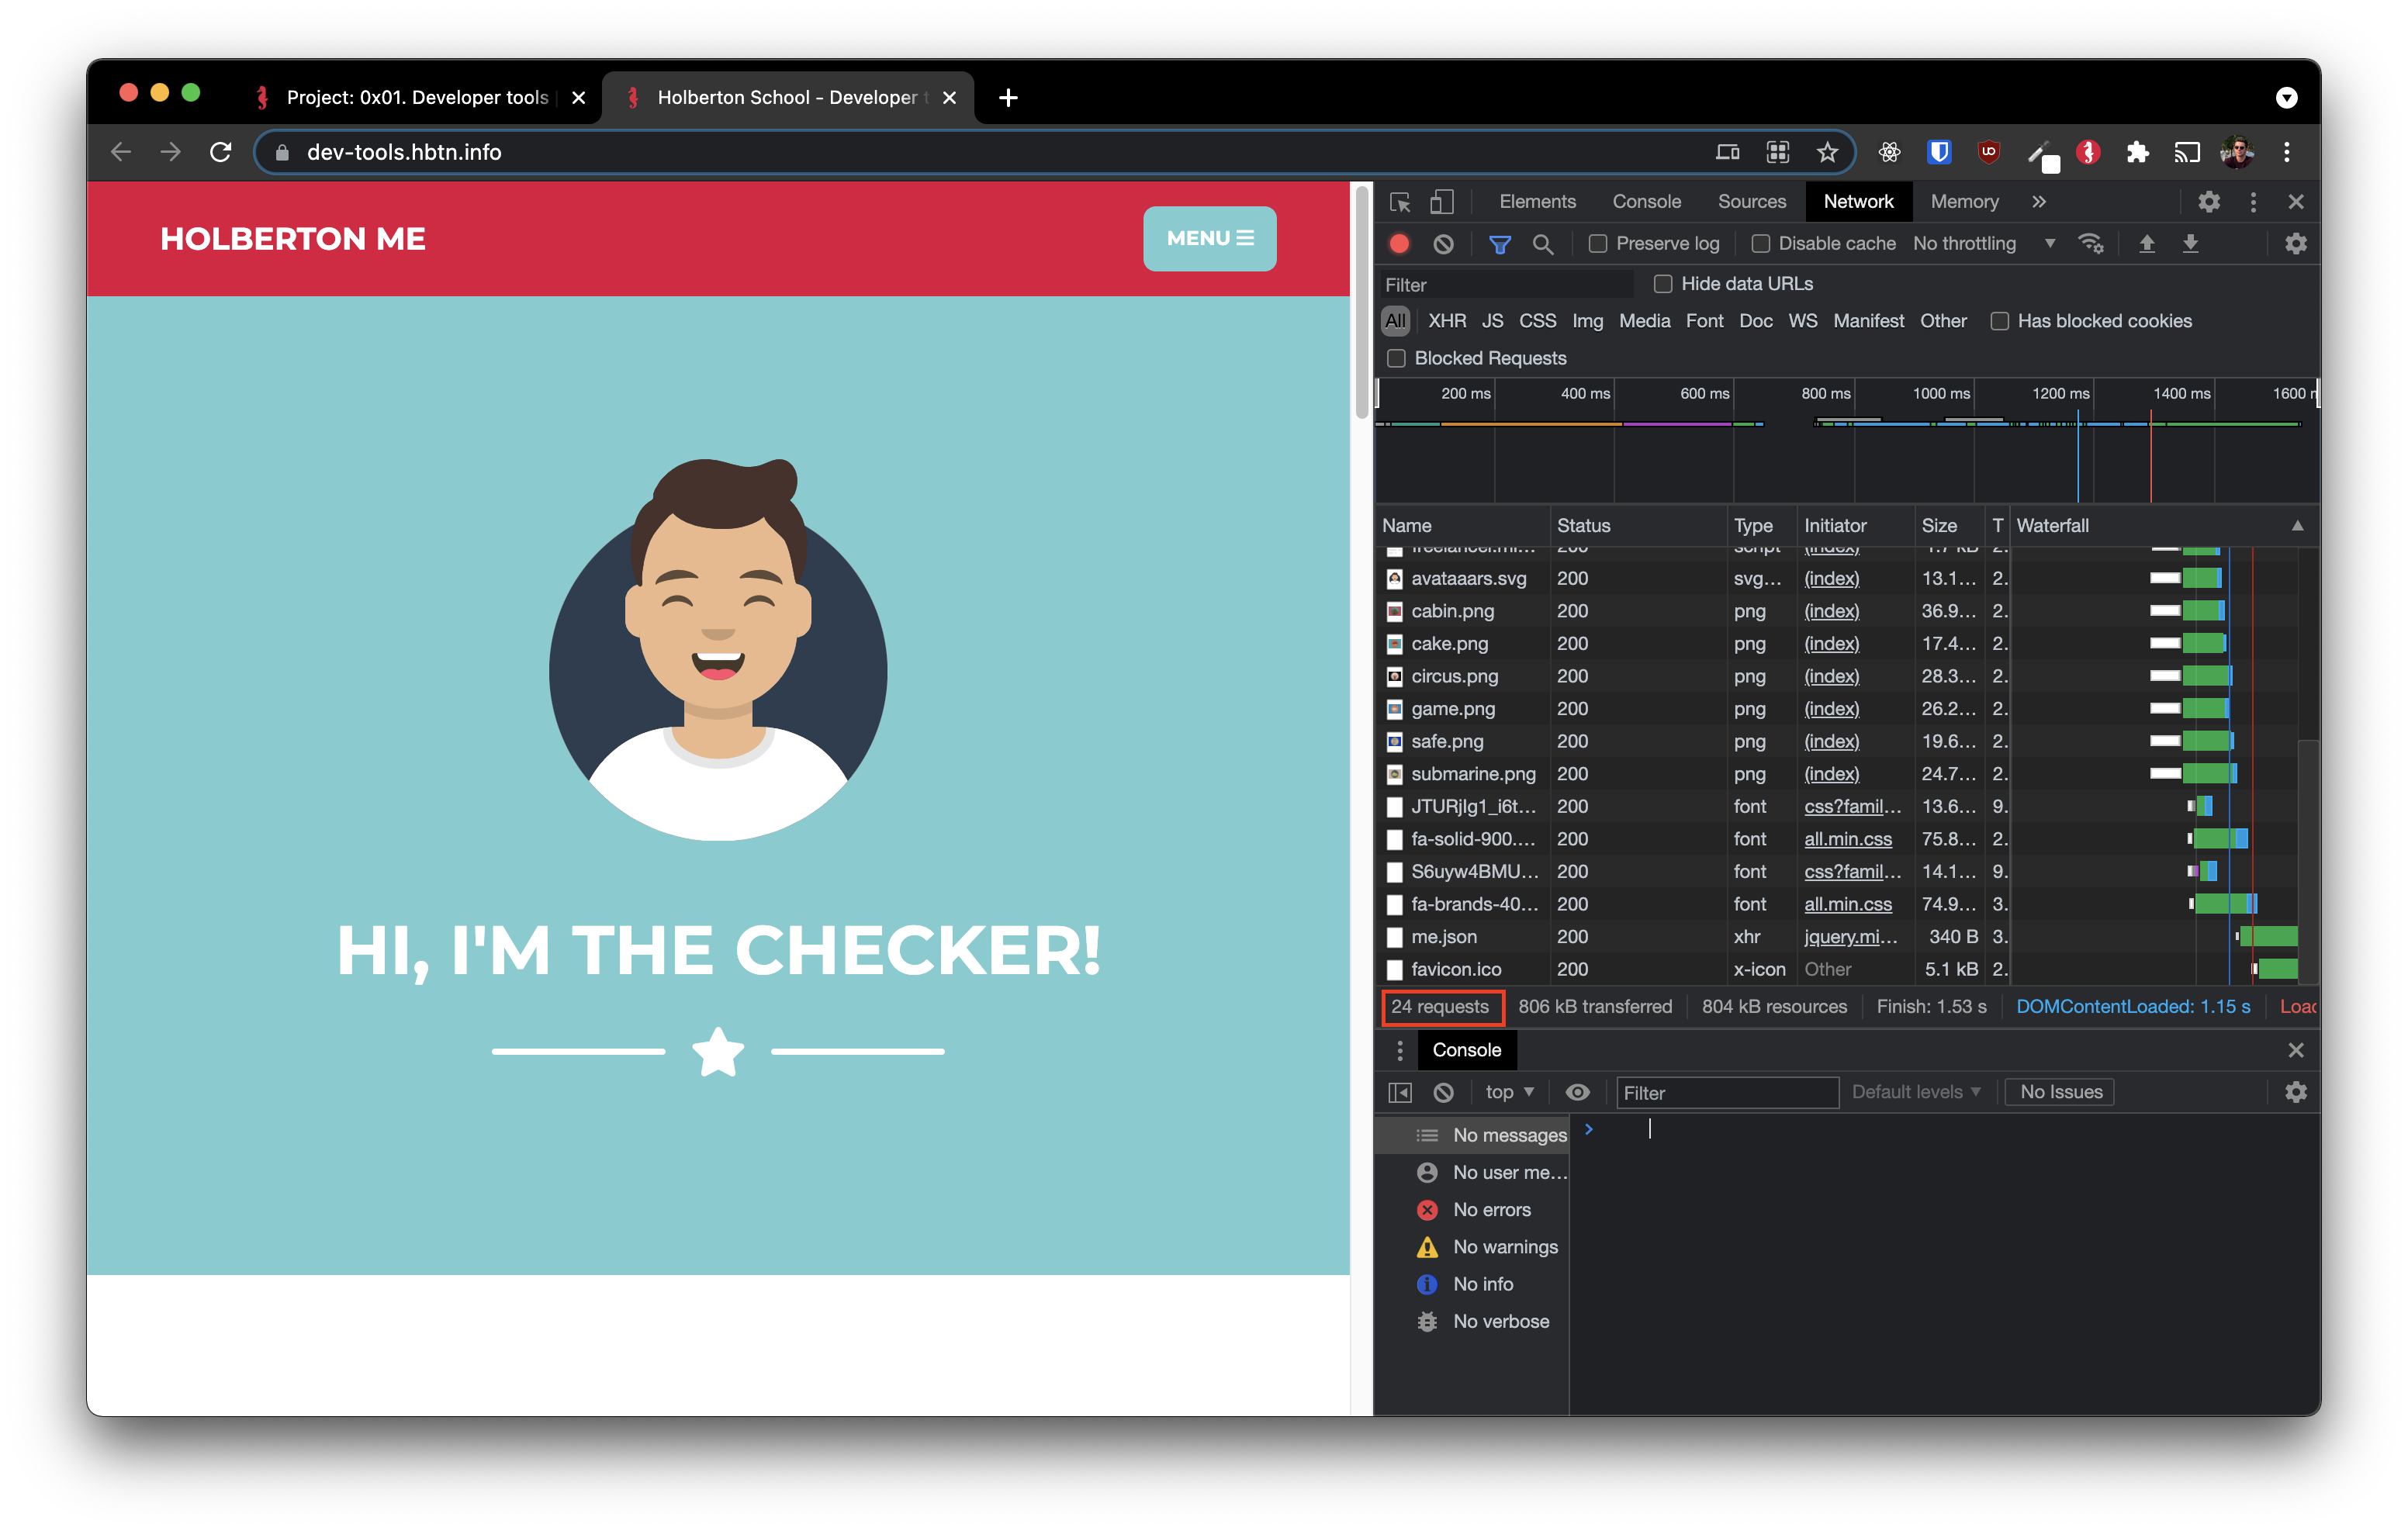 Project: 0x01. Developer tools
Holberton School - Developer t
dev-tools.hbtn.info
HOLBERTON ME
MENU
HI, I'M THE CHECKER!
Elements Console Sources Network Memory »
Preserve log Disable cache No throttling
Filter Hide data URLs
All XHR JS CSS Img Media Font Doc WS Manifest Other Has blocked cookies
Blocked Requests
200 ms 400 ms 600 ms 800 ms 1000 ms 1200 ms 1400 ms 1600 m
Name Status Type Initiator Size T Waterfall
freelancer.mi… 200 script (index) 1.7 kB 2.
avataaars.svg 200 svg… (index) 13.1… 2.
cabin.png 200 png (index) 36.9… 2.
cake.png 200 png (index) 17.4… 2.
circus.png 200 png (index) 28.3… 2.
game.png 200 png (index) 26.2… 2.
safe.png 200 png (index) 19.6… 2.
submarine.png 200 png (index) 24.7… 2.
JTURjIg1_i6t… 200 font css?famil… 13.6… 9.
fa-solid-900.… 200 font all.min.css 75.8… 2.
S6uyw4BMU… 200 font css?famil… 14.1… 9.
fa-brands-40… 200 font all.min.css 74.9… 3.
me.json 200 xhr jquery.mi… 340 B 3.
favicon.ico 200 x-icon Other 5.1 kB 2.
24 requests 806 kB transferred 804 kB resources Finish: 1.53 s DOMContentLoaded: 1.15 s Load
Console
top Filter Default levels No Issues
No messages
No user me…
No errors
No warnings
No info
No verbose